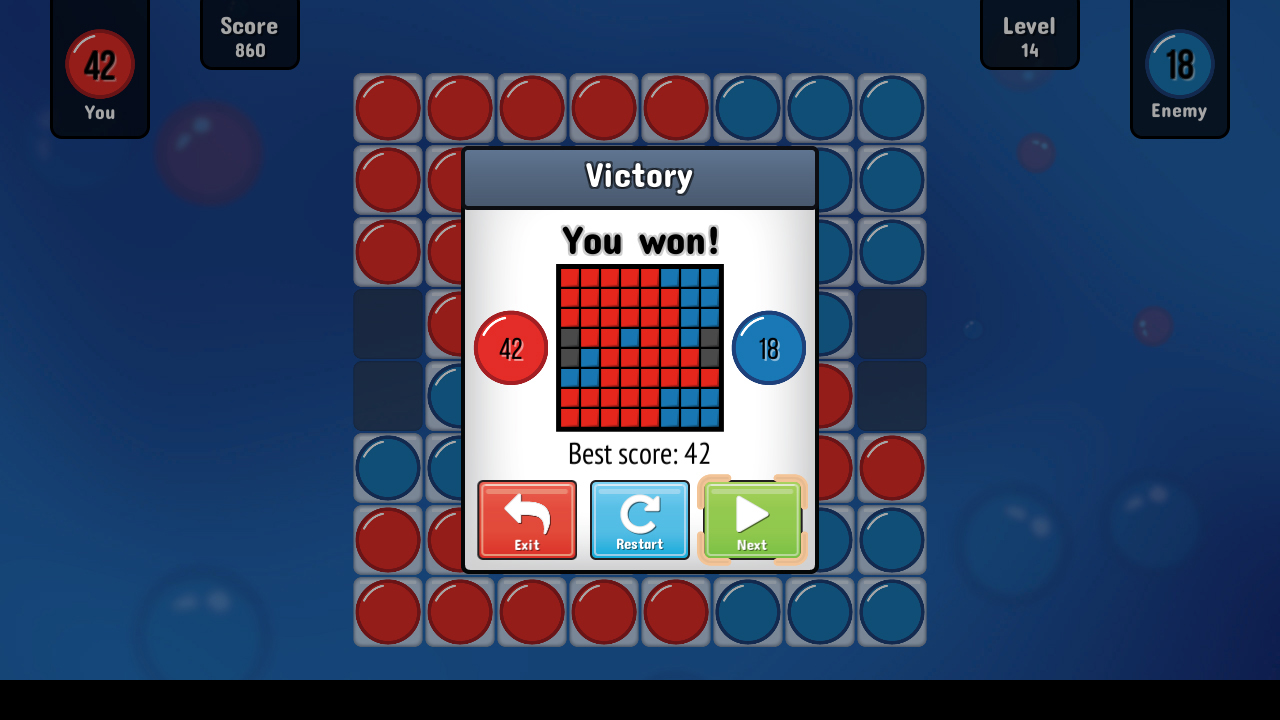 42
You
Score
860
Level
14
18
Enemy
Victory
You won!
42
18
Best score: 42
Exit
Restart
Next